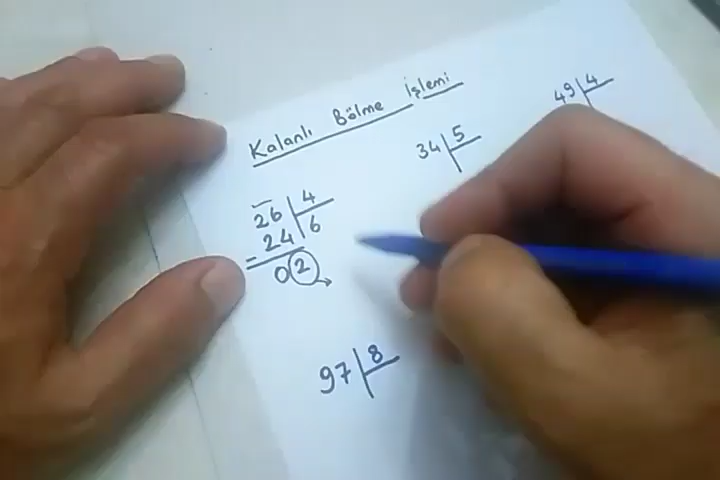 Kalanlı Bölme İşlemi
26 | 4
24 | 6
= 02
34 | 5
49 | 4
97 | 8